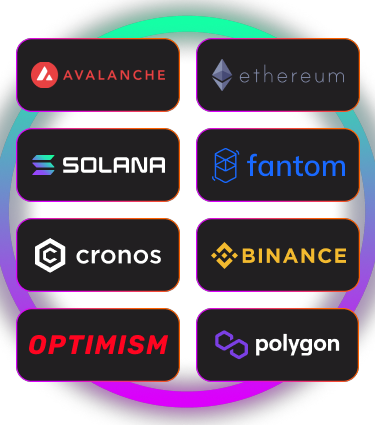 AVALANCHE
ethereum
SOLANA
fantom
cronos
BINANCE
OPTIMISM
polygon